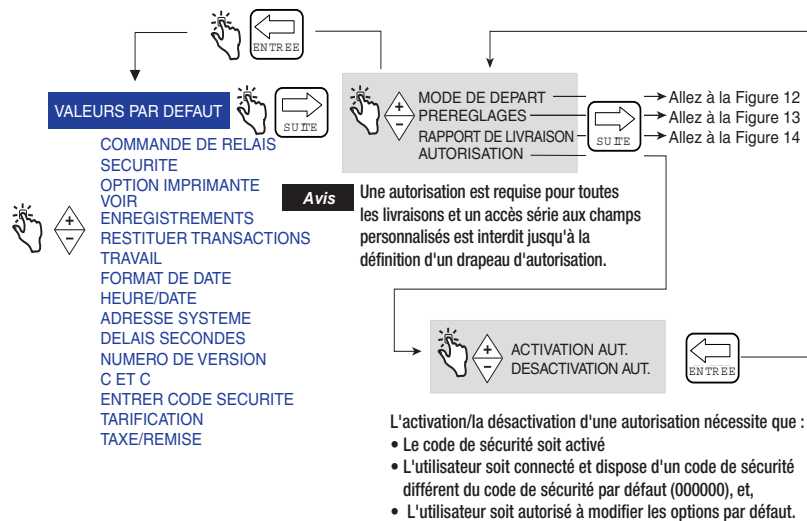 ENTREE
VALEURS PAR DEFAUT
SUITE
COMMANDE DE RELAIS
SECURITE
OPTION IMPRIMANTE
VOIR
ENREGISTREMENTS
RESTITUER TRANSACTIONS
TRAVAIL
FORMAT DE DATE
HEURE/DATE
ADRESSE SYSTEME
DELAIS SECONDES
NUMERO DE VERSION
C ET C
ENTRER CODE SECURITE
TARIFICATION
TAXE/REMISE
+
−
+
−
MODE DE DEPART
PREREGLAGES
RAPPORT DE LIVRAISON
AUTORISATION
SUITE
Allez à la Figure 12
Allez à la Figure 13
Allez à la Figure 14
Avis
Une autorisation est requise pour toutes
les livraisons et un accès série aux champs
personnalisés est interdit jusqu'à la
définition d'un drapeau d'autorisation.
+
−
ACTIVATION AUT.
DESACTIVATION AUT.
ENTREE
L'activation/la désactivation d'une autorisation nécessite que :
• Le code de sécurité soit activé
• L'utilisateur soit connecté et dispose d'un code de sécurité
différent du code de sécurité par défaut (000000), et,
• L'utilisateur soit autorisé à modifier les options par défaut.